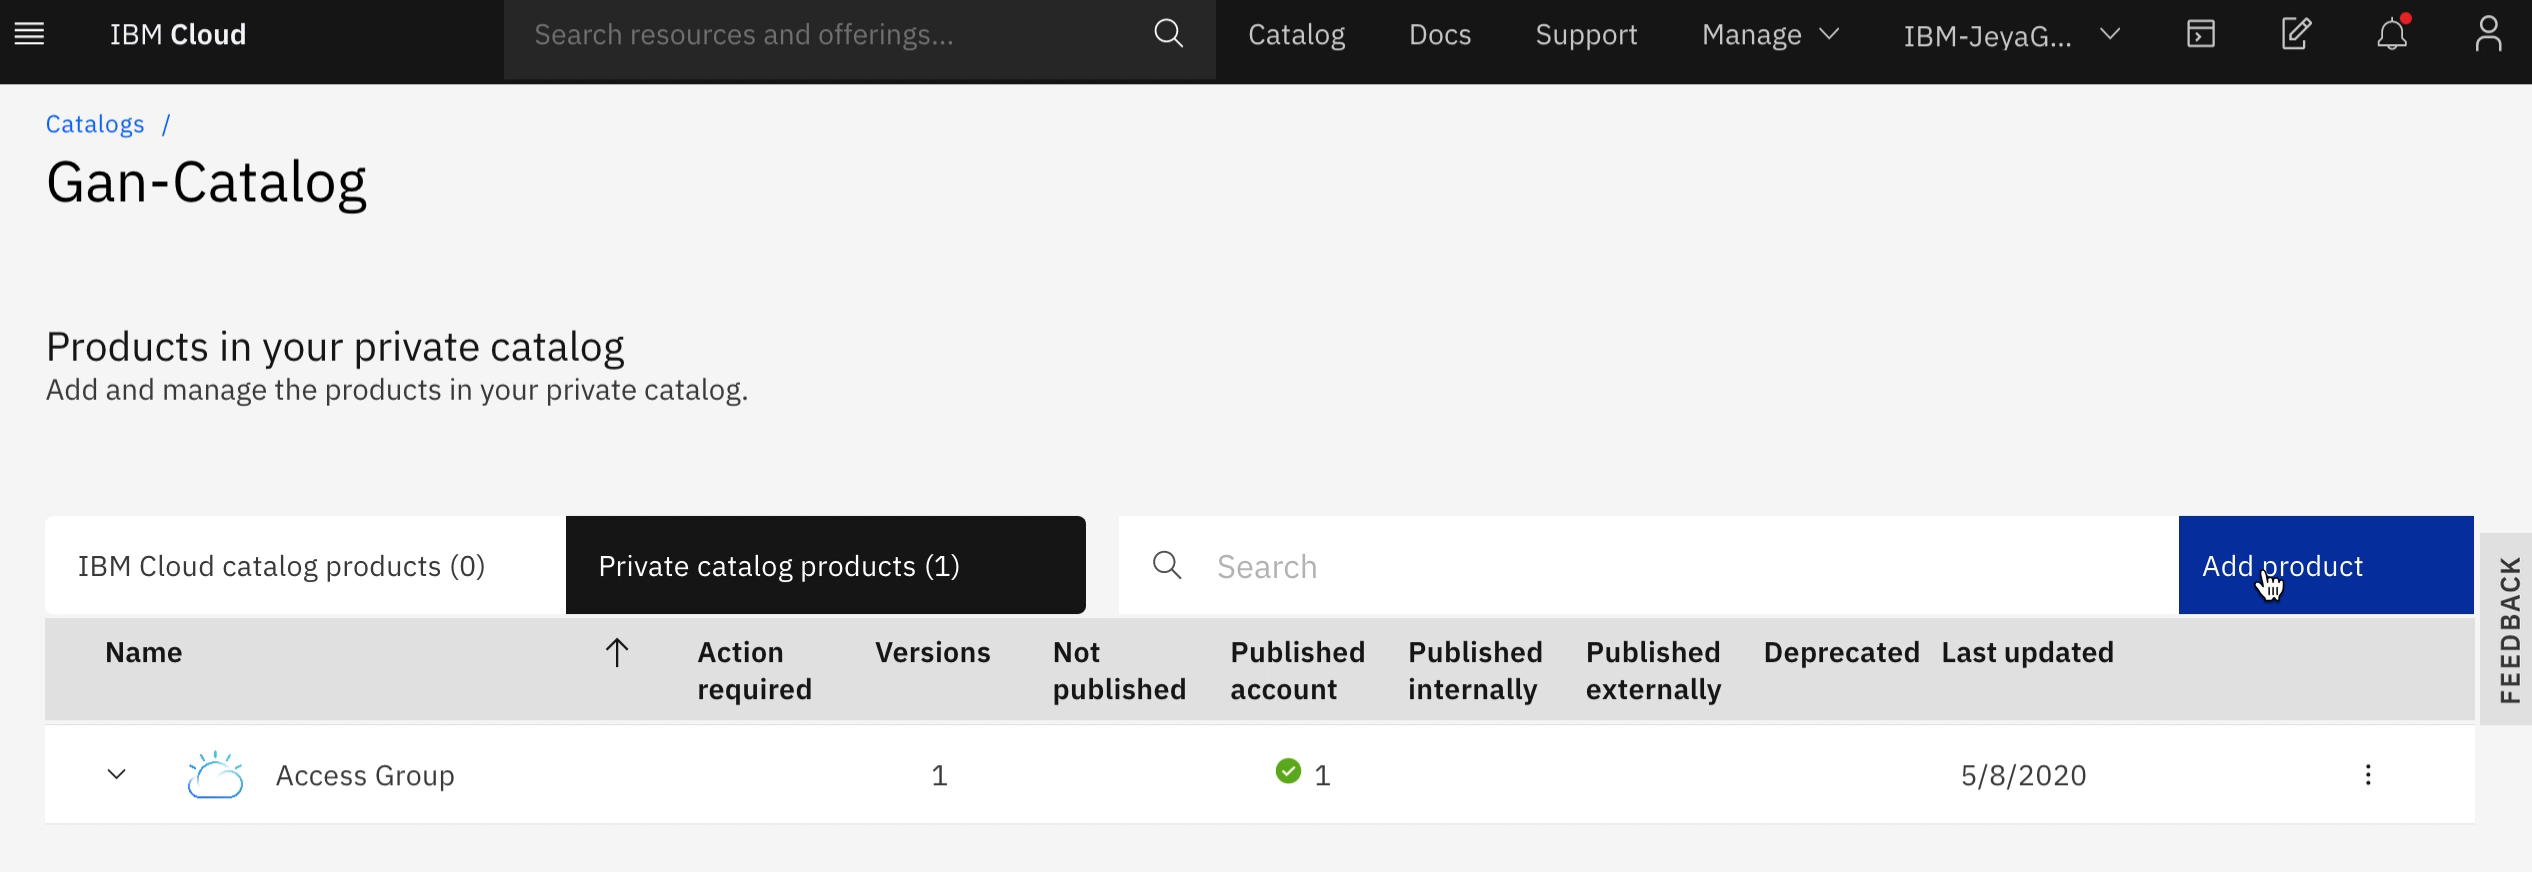 IBM Cloud Search resources and offerings... Catalog Docs Support Manage IBM-JeyaG...
Catalogs /
Gan-Catalog
Products in your private catalog
Add and manage the products in your private catalog.
IBM Cloud catalog products (0) Private catalog products (1) Search Add product
FEEDBACK
Name Action required Versions Not published Published account Published internally Published externally Deprecated Last updated
Access Group 1 1 5/8/2020